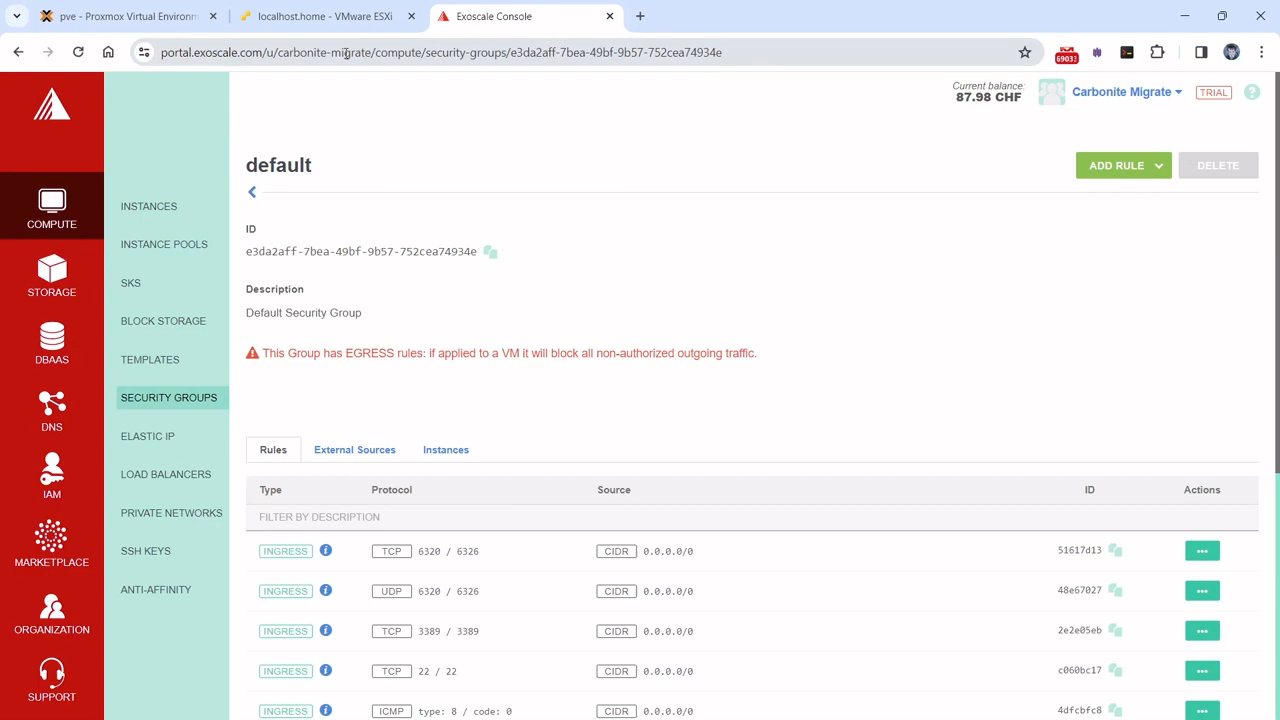 pve - Proxmox Virtual Environm
localhost.home - VMware ESXi
Exoscale Console
portal.exoscale.com/u/carbonite-migrate/compute/security-groups/e3da2aff-7bea-49bf-9b57-752cea74934e
69033
Current balance:
87.98 CHF
Carbonite Migrate
TRIAL
?
default
ADD RULE
DELETE
COMPUTE
STORAGE
DBAAS
DNS
IAM
MARKETPLACE
ORGANIZATION
SUPPORT
INSTANCES
INSTANCE POOLS
SKS
BLOCK STORAGE
TEMPLATES
SECURITY GROUPS
ELASTIC IP
LOAD BALANCERS
PRIVATE NETWORKS
SSH KEYS
ANTI-AFFINITY
ID
e3da2aff-7bea-49bf-9b57-752cea74934e
Description
Default Security Group
This Group has EGRESS rules: if applied to a VM it will block all non-authorized outgoing traffic.
Rules External Sources Instances
Type Protocol Source ID Actions
FILTER BY DESCRIPTION
INGRESS TCP 6320 / 6326 CIDR 0.0.0.0/0 51617d13
INGRESS UDP 6320 / 6326 CIDR 0.0.0.0/0 48e67027
INGRESS TCP 3389 / 3389 CIDR 0.0.0.0/0 2e2e05eb
INGRESS TCP 22 / 22 CIDR 0.0.0.0/0 c060bc17
INGRESS ICMP type: 8 / code: 0 CIDR 0.0.0.0/0 4dfcbfc8